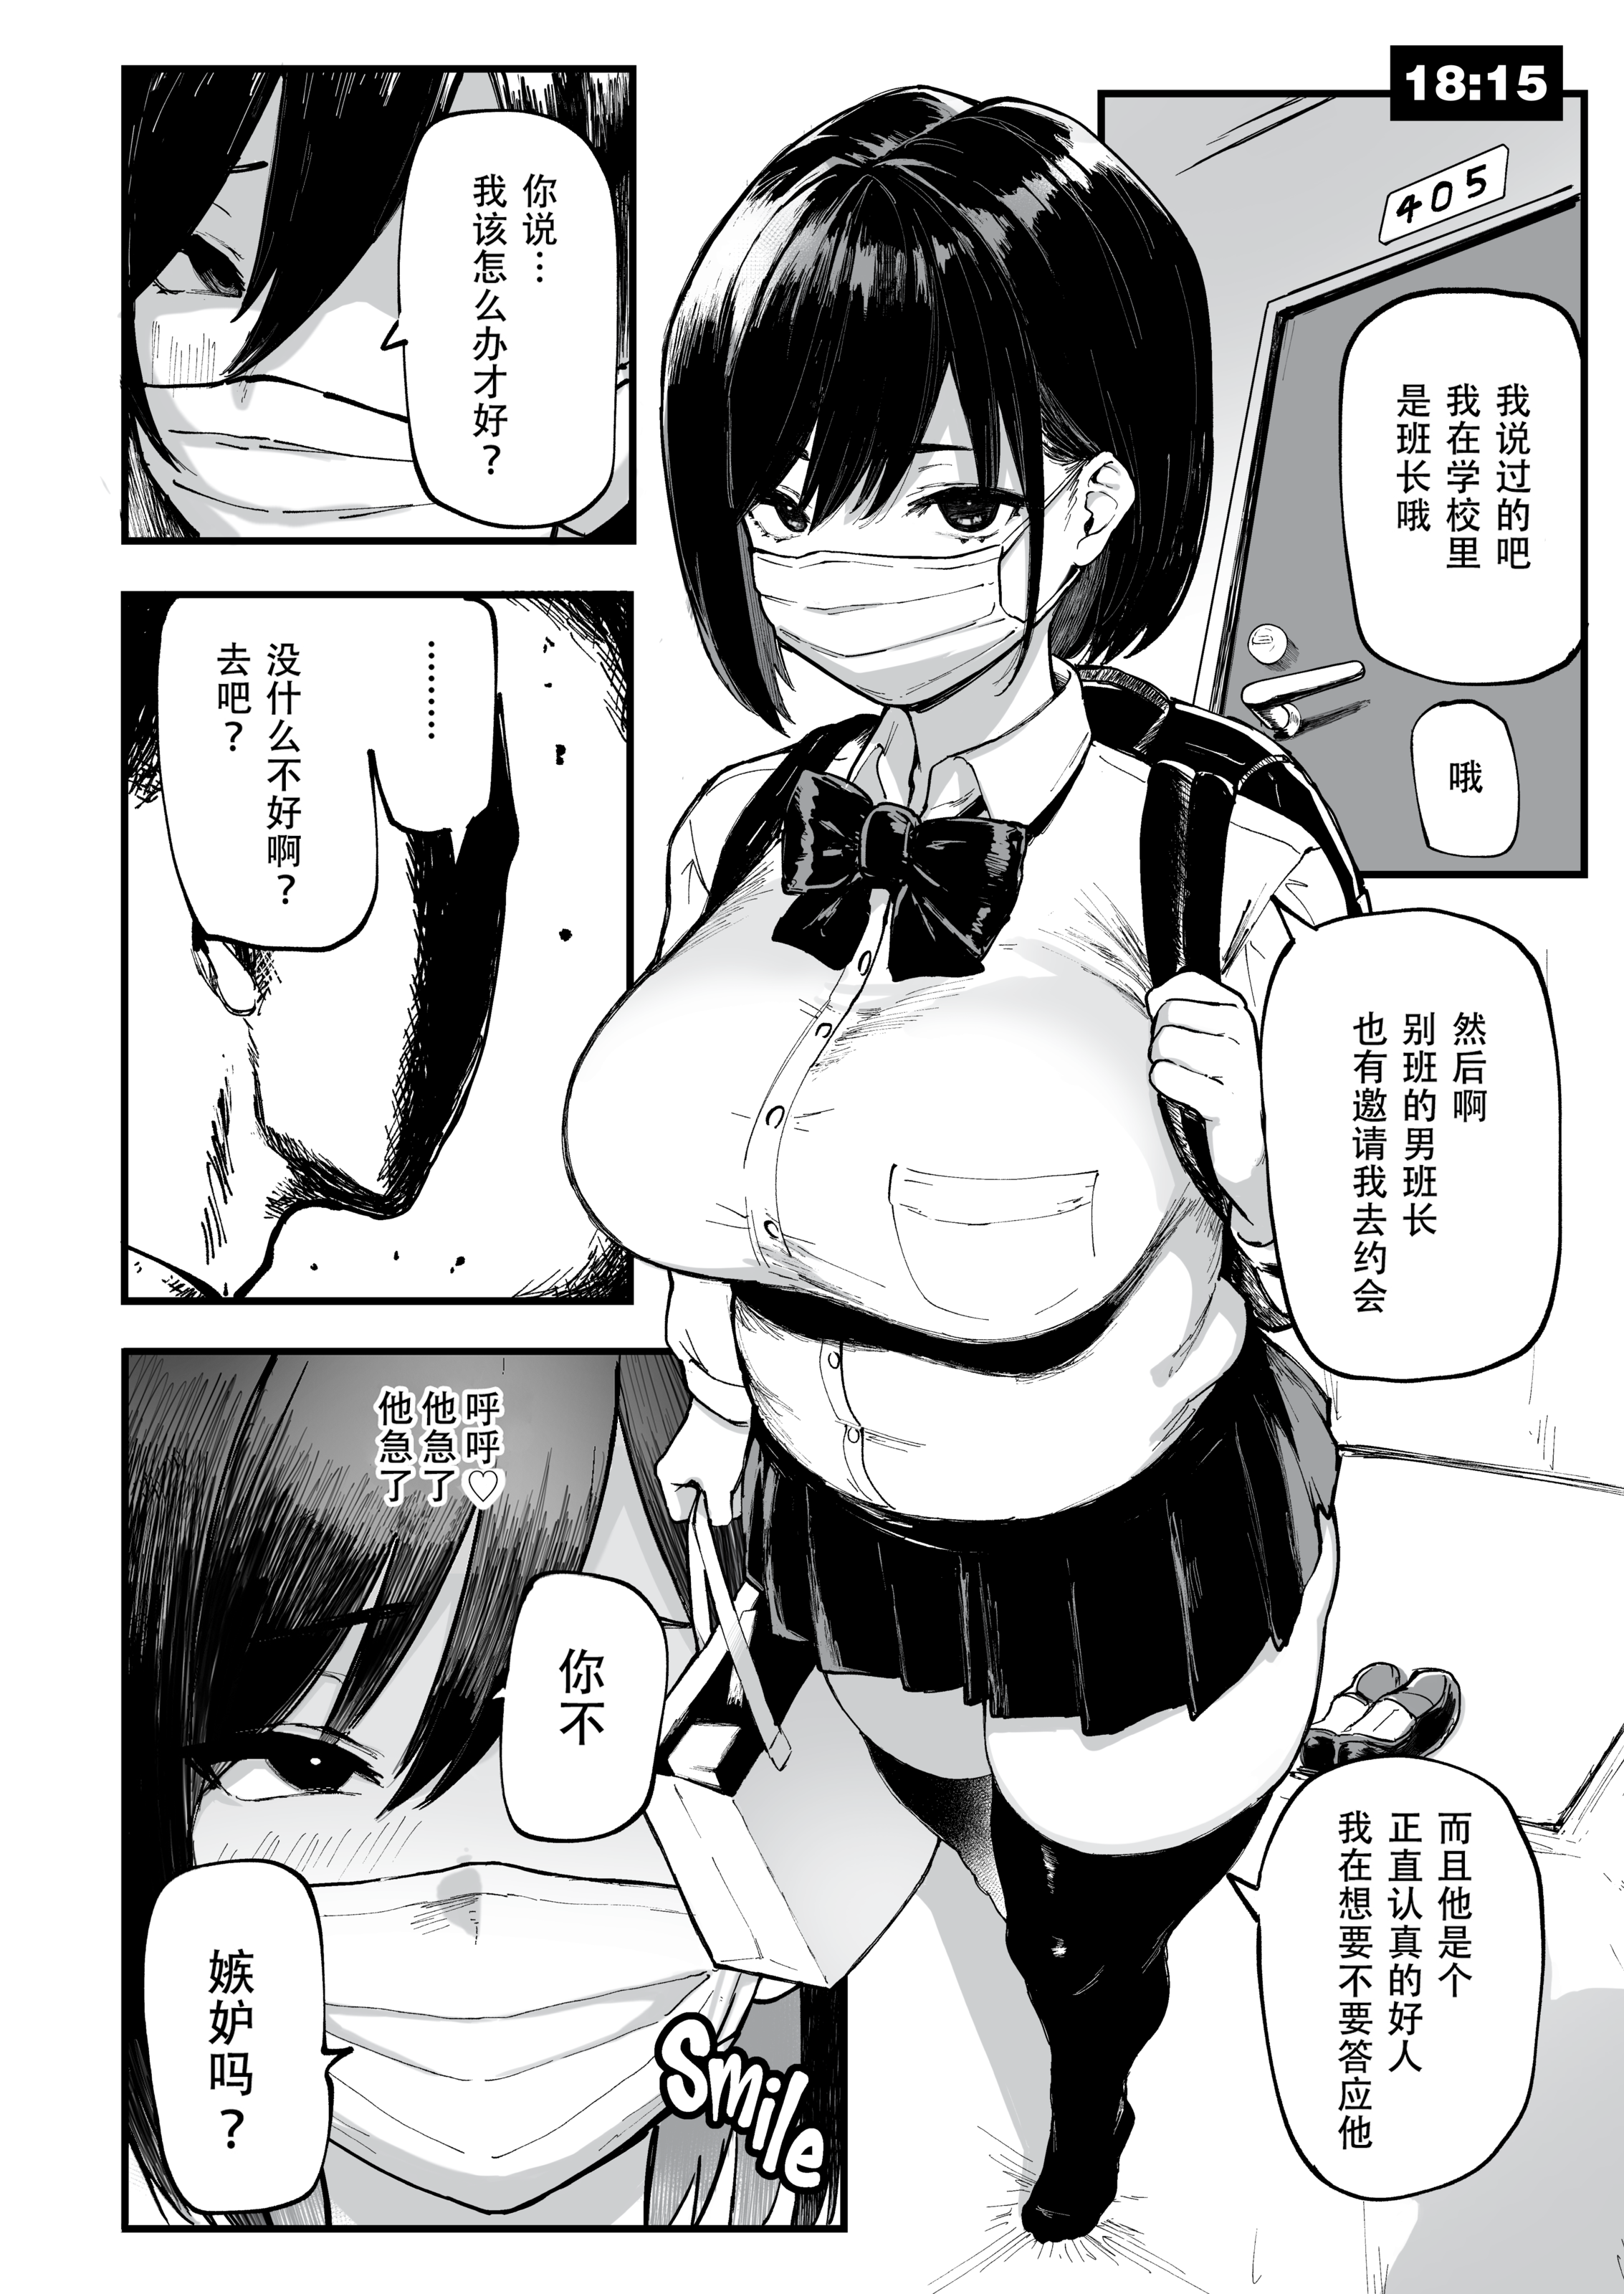 18:15
405
我说过的吧
我在学校里
是班长哦
哦
然后啊
别班的男班长
也有邀请我去约会
而且他是个
正直认真的好人
我在想要不要答应他
你说…
我该怎么办才好？
………
没什么不好啊？
去吧？
呼呼♡
他急了
他急了
你不
嫉妒吗？
Smile